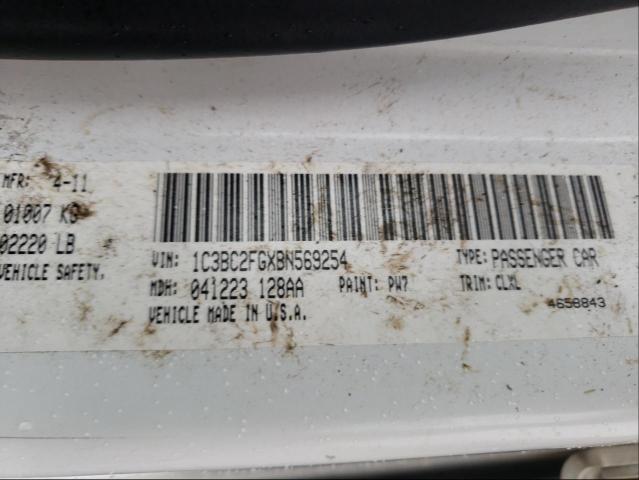 MFR: 4-11
01007 KG
02220 LB
VEHICLE SAFETY,
VIN: 1C3BC2FGXBN569254 TYPE: PASSENGER CAR
MDH: 041223 128AA PAINT: PW7 TRIM: CLXL
VEHICLE MADE IN U.S.A. 4658843